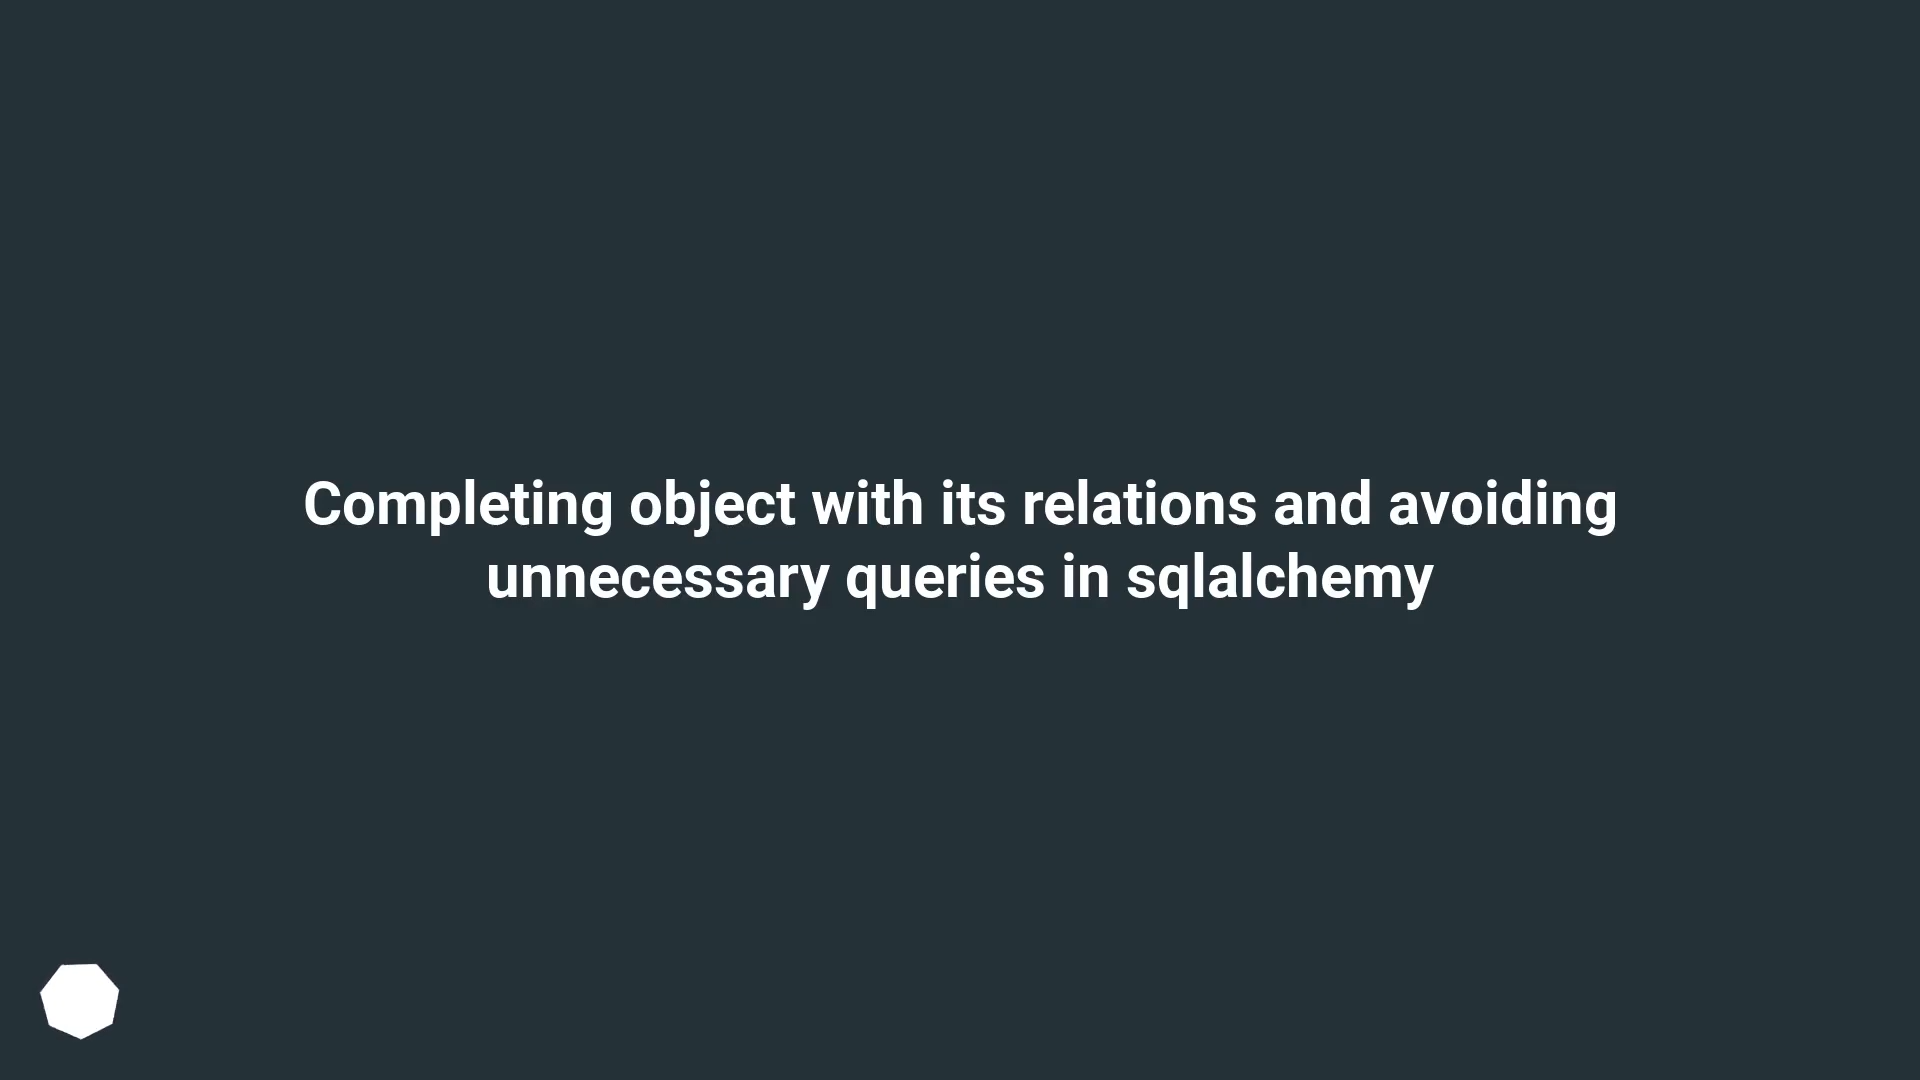 Completing object with its relations and avoiding
unnecessary queries in sqlalchemy